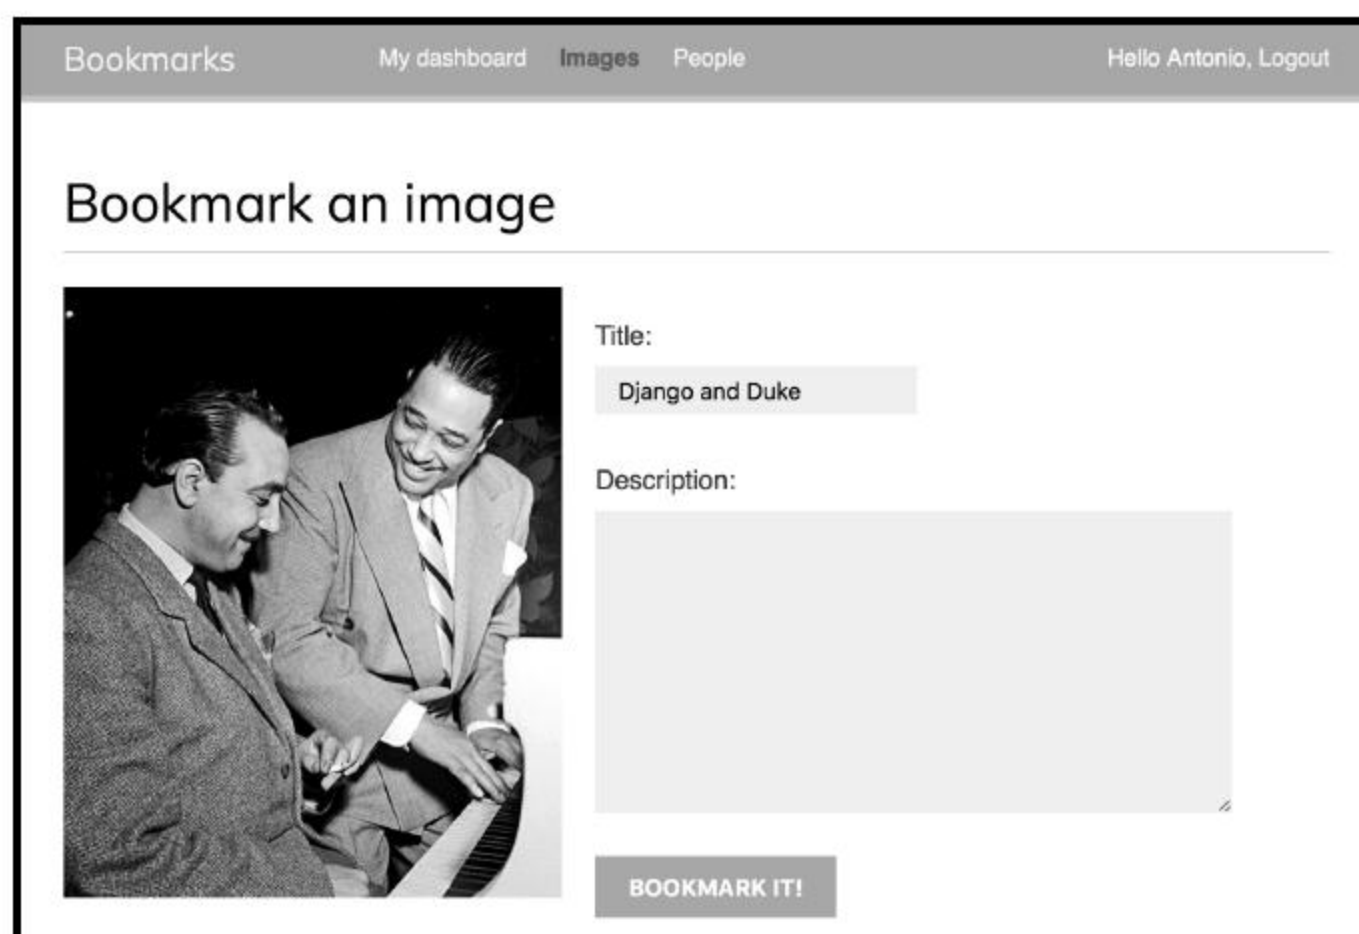 Bookmarks My dashboard Images People Hello Antonio, Logout
Bookmark an image
Title:
Django and Duke
Description:
BOOKMARK IT!